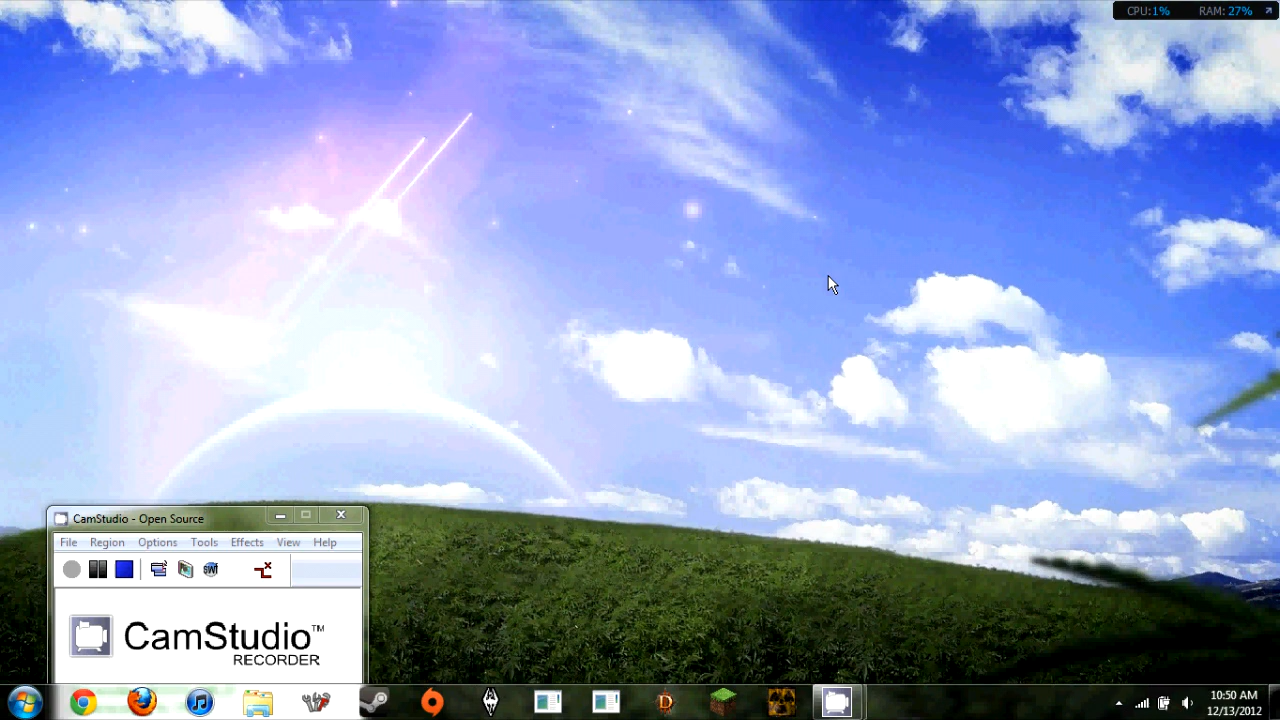 CPU: 1% RAM: 27%
CamStudio - Open Source
File Region Options Tools Effects View Help
SWF
CamStudio™
RECORDER
10:50 AM
12/13/2012